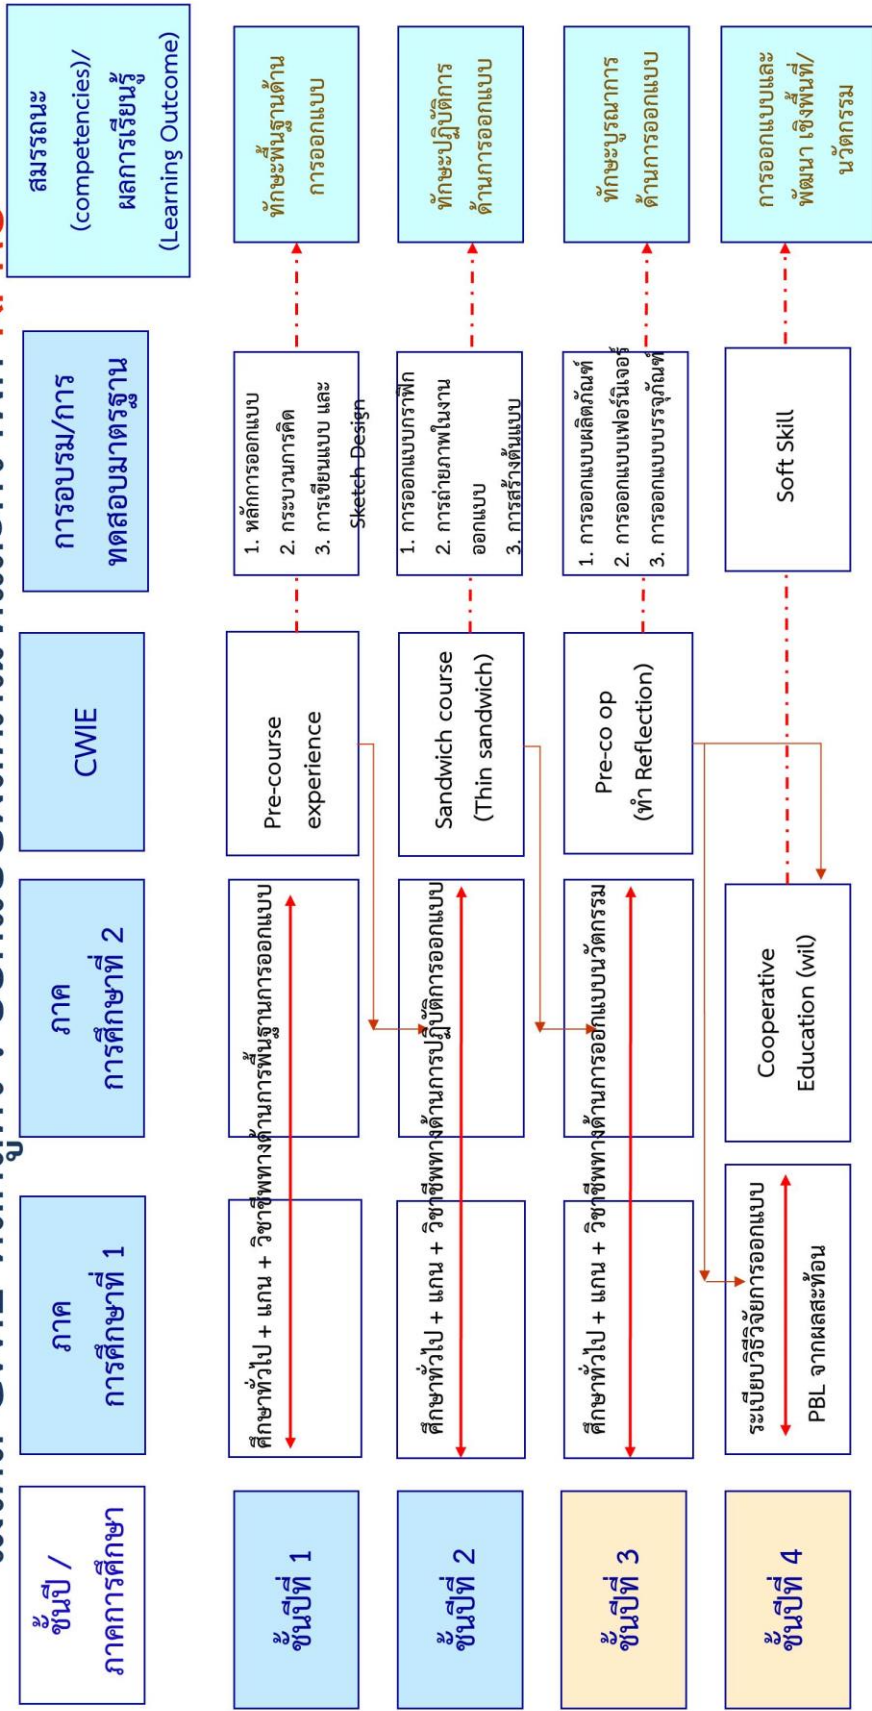 ชั้นปี /
ภาคการศึกษา
ภาค
การศึกษาที่ 1
ภาค
การศึกษาที่ 2
CWIE
การอบรม/การ
ทดสอบมาตรฐาน
สมรรถนะ
(competencies)/
ผลการเรียนรู้
(Learning Outcome)
ชั้นปีที่ 1
ศึกษาทั่วไป + แกน + วิชาชีพทางด้านการพื้นฐานการออกแบบ
Pre-course
experience
1. หลักการออกแบบ
2. กระบวนการคิด
3. การเขียนแบบ และ
Sketch Design
ทักษะพื้นฐานด้าน
การออกแบบ
ชั้นปีที่ 2
ศึกษาทั่วไป + แกน + วิชาชีพทางด้านการปฏิบัติการออกแบบ
Sandwich course
(Thin sandwich)
1. การออกแบบกราฟิก
2. การถ่ายภาพในงาน
ออกแบบ
3. การสร้างต้นแบบ
ทักษะปฏิบัติการ
ด้านการออกแบบ
ชั้นปีที่ 3
ศึกษาทั่วไป + แกน + วิชาชีพทางด้านการออกแบบนวัตกรรม
Pre-co op
(ทำ Reflection)
1. การออกแบบผลิตภัณฑ์
2. การออกแบบเฟอร์นิเจอร์
3. การออกแบบบรรจุภัณฑ์
ทักษะบูรณาการ
ด้านการออกแบบ
ชั้นปีที่ 4
ระเบียบวิธีวิจัยการออกแบบ
PBL จากผลสะท้อน
Cooperative
Education (wil)
Soft Skill
การออกแบบและ
พัฒนา เชิงพื้นที่/
นวัตกรรม